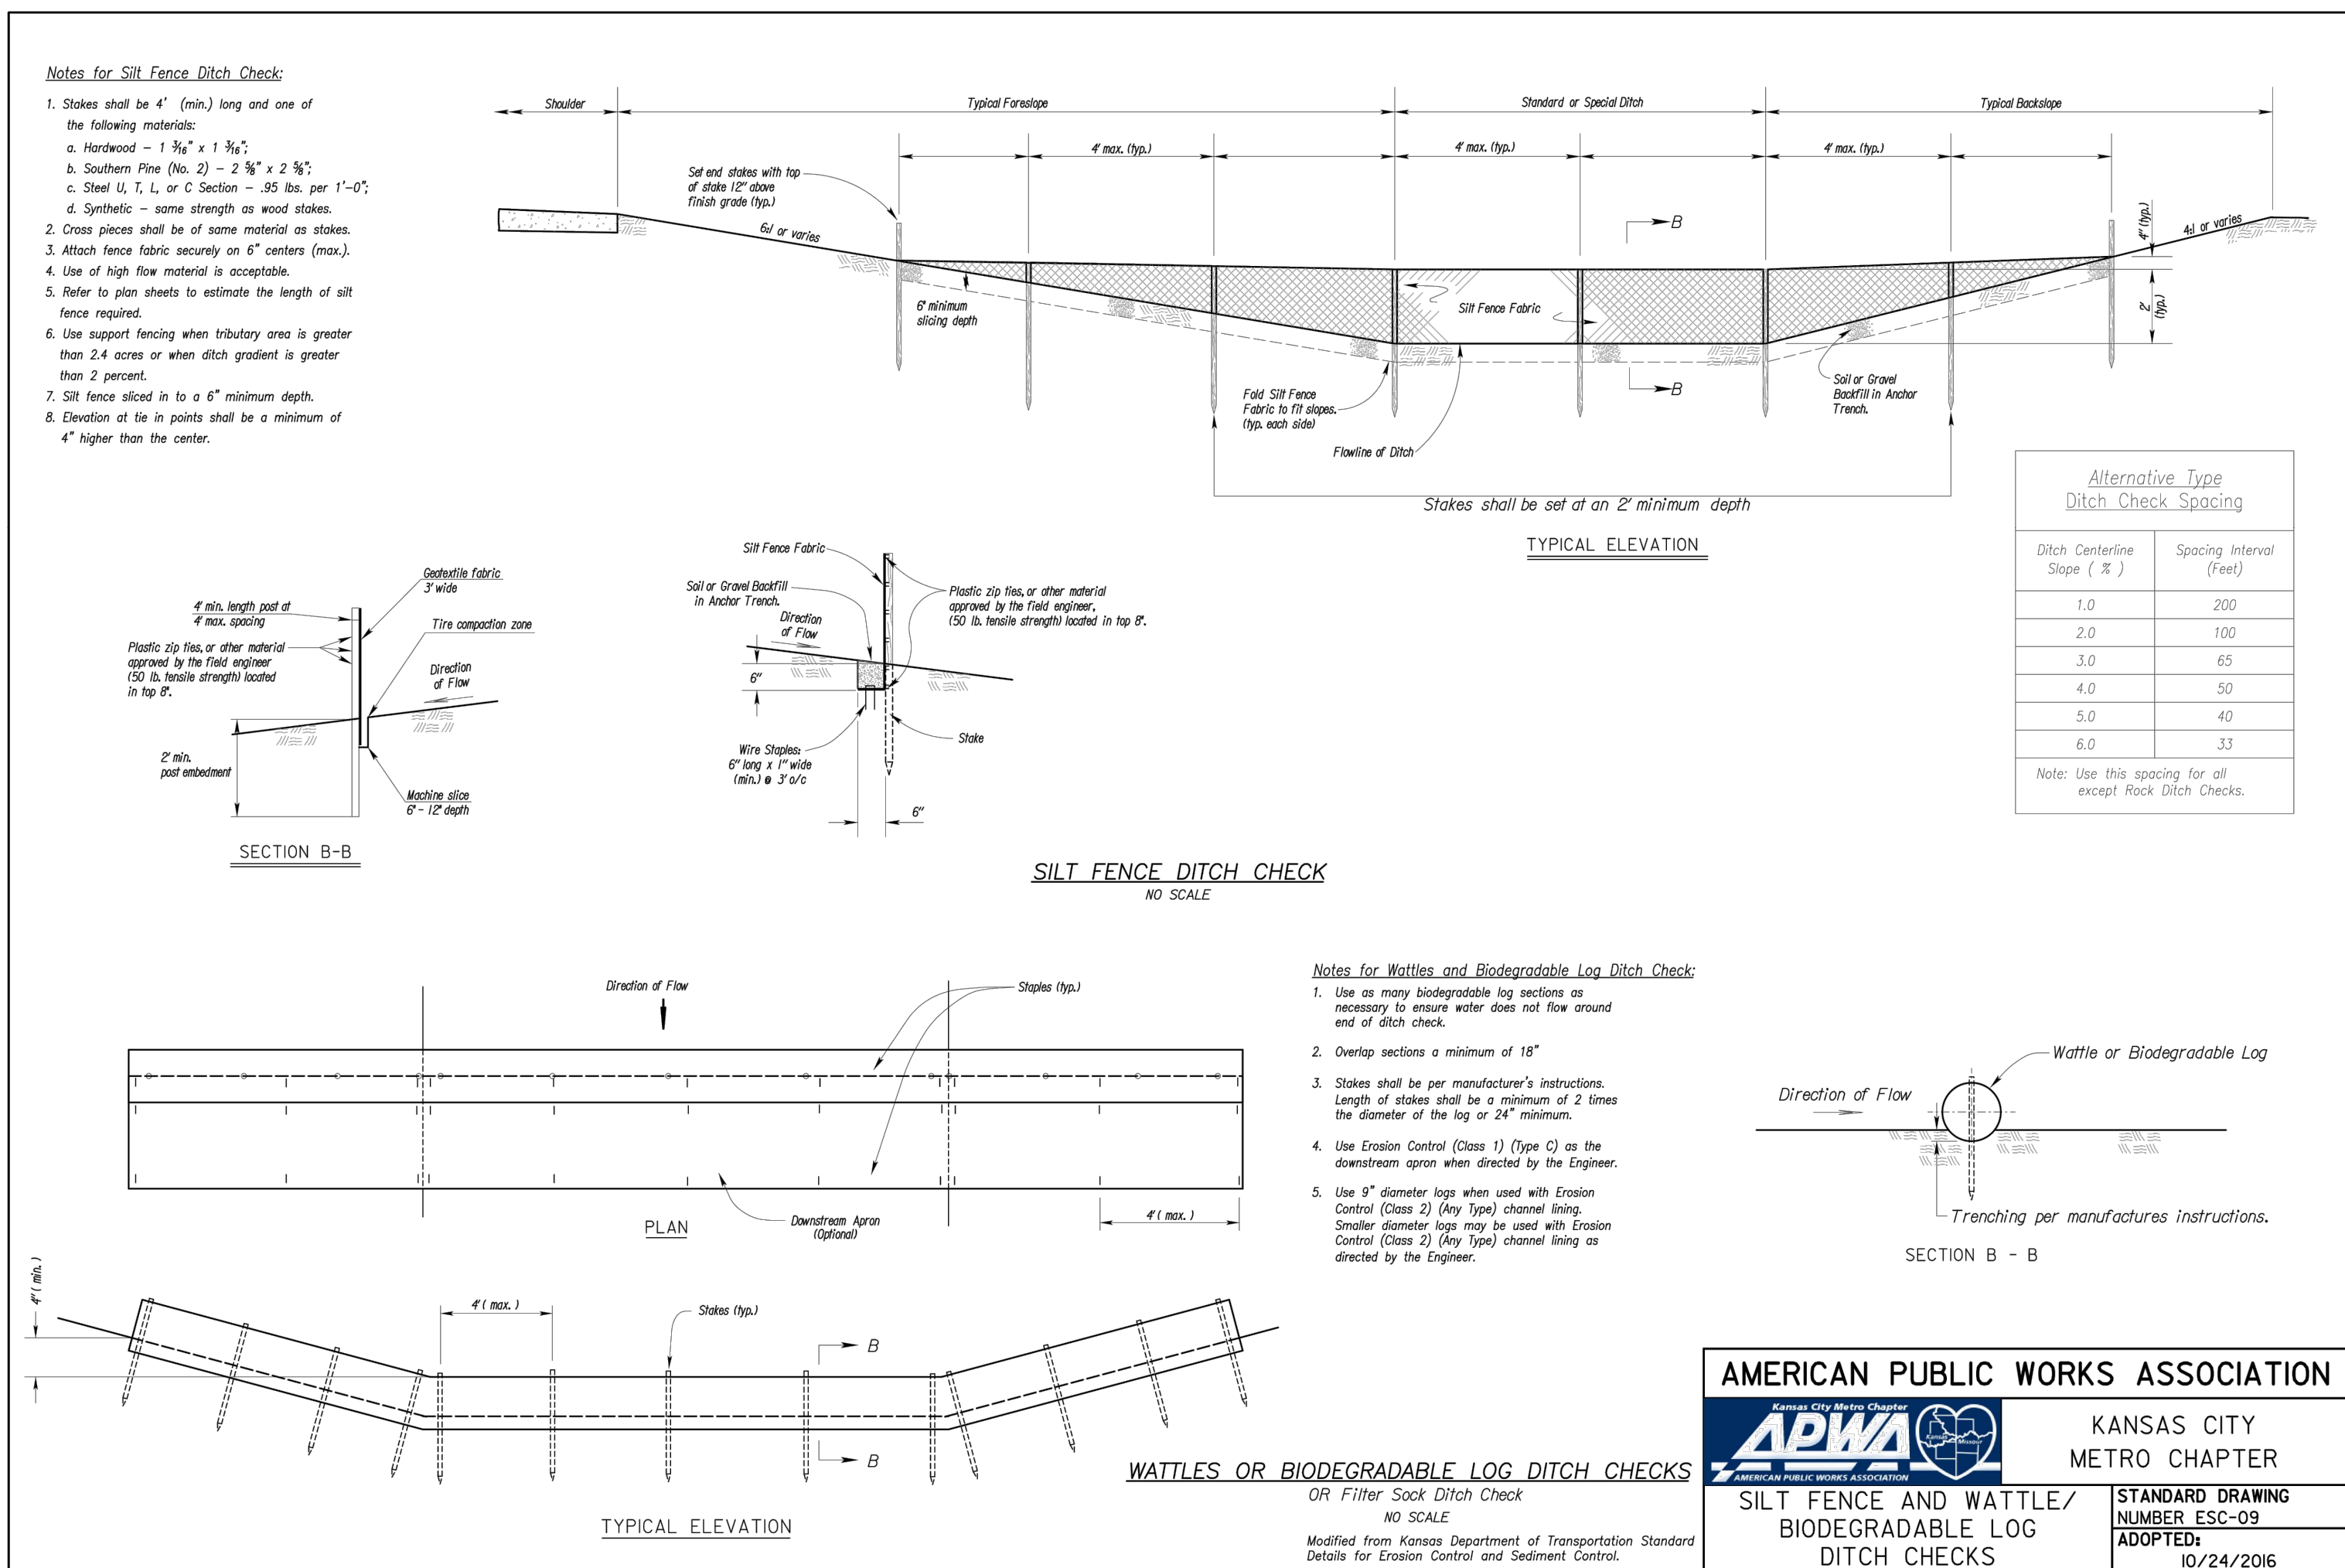 Notes for Silt Fence Ditch Check:
1. Stakes shall be 4' (min.) long and one of
the following materials:
a. Hardwood – 1 3/16" x 1 3/16";
b. Southern Pine (No. 2) – 2 5/8" x 2 5/8";
c. Steel U, T, L, or C Section – .95 lbs. per 1'–0";
d. Synthetic – same strength as wood stakes.
2. Cross pieces shall be of same material as stakes.
3. Attach fence fabric securely on 6" centers (max.).
4. Use of high flow material is acceptable.
5. Refer to plan sheets to estimate the length of silt
fence required.
6. Use support fencing when tributary area is greater
than 2.4 acres or when ditch gradient is greater
than 2 percent.
7. Silt fence sliced in to a 6" minimum depth.
8. Elevation at tie in points shall be a minimum of
4" higher than the center.
Shoulder
Typical Foreslope
Standard or Special Ditch
Typical Backslope
4' max. (typ.)
4' max. (typ.)
4' max. (typ.)
Set end stakes with top
of stake 12" above
finish grade (typ.)
6:1 or varies
B
4" (typ.)
4:1 or varies
6" minimum
slicing depth
Silt Fence Fabric
2'
(typ.)
Fold Silt Fence
Fabric to fit slopes.
(typ. each side)
B
Soil or Gravel
Backfill in Anchor
Trench.
Flowline of Ditch
Stakes shall be set at an 2' minimum depth
TYPICAL ELEVATION
Alternative Type
Ditch Check Spacing
Ditch Centerline
Slope ( % )
Spacing Interval
(Feet)
1.0 200
2.0 100
3.0 65
4.0 50
5.0 40
6.0 33
Note: Use this spacing for all
except Rock Ditch Checks.
Geotextile fabric
3' wide
4' min. length post at
4' max. spacing
Tire compaction zone
Plastic zip ties, or other material
approved by the field engineer
(50 lb. tensile strength) located
in top 8".
Direction
of Flow
2' min.
post embedment
Machine slice
6" - 12" depth
SECTION B-B
Silt Fence Fabric
Soil or Gravel Backfill
in Anchor Trench.
Direction
of Flow
Plastic zip ties, or other material
approved by the field engineer,
(50 lb. tensile strength) located in top 8".
6"
Stake
Wire Staples:
6" long x 1" wide
(min.) @ 3' o/c
6"
SILT FENCE DITCH CHECK
NO SCALE
Direction of Flow
Staples (typ.)
PLAN
Downstream Apron
(Optional)
4' ( max. )
4" ( min. )
4' ( max. )
Stakes (typ.)
B
B
TYPICAL ELEVATION
Notes for Wattles and Biodegradable Log Ditch Check:
1. Use as many biodegradable log sections as
necessary to ensure water does not flow around
end of ditch check.
2. Overlap sections a minimum of 18"
3. Stakes shall be per manufacturer's instructions.
Length of stakes shall be a minimum of 2 times
the diameter of the log or 24" minimum.
4. Use Erosion Control (Class 1) (Type C) as the
downstream apron when directed by the Engineer.
5. Use 9" diameter logs when used with Erosion
Control (Class 2) (Any Type) channel lining.
Smaller diameter logs may be used with Erosion
Control (Class 2) (Any Type) channel lining as
directed by the Engineer.
Wattle or Biodegradable Log
Direction of Flow
Trenching per manufactures instructions.
SECTION B - B
WATTLES OR BIODEGRADABLE LOG DITCH CHECKS
OR Filter Sock Ditch Check
NO SCALE
Modified from Kansas Department of Transportation Standard
Details for Erosion Control and Sediment Control.
AMERICAN PUBLIC WORKS ASSOCIATION
Kansas City Metro Chapter
APWA
Kansas Missouri
AMERICAN PUBLIC WORKS ASSOCIATION
KANSAS CITY
METRO CHAPTER
SILT FENCE AND WATTLE/
BIODEGRADABLE LOG
DITCH CHECKS
STANDARD DRAWING
NUMBER ESC-09
ADOPTED:
10/24/2016